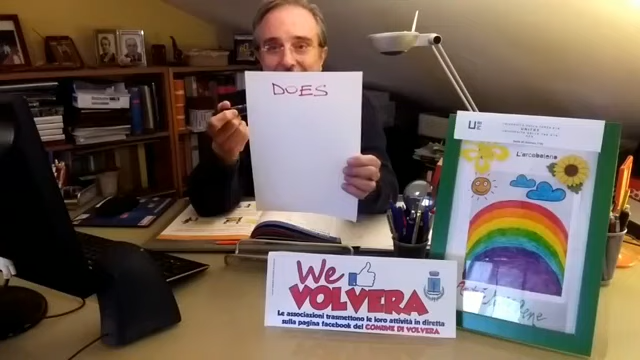 DOES
We
VOLVERA
Le associazioni trasmettono le loro attività in diretta
sulla pagina facebook del COMUNE DI VOLVERA
L'arcobaleno